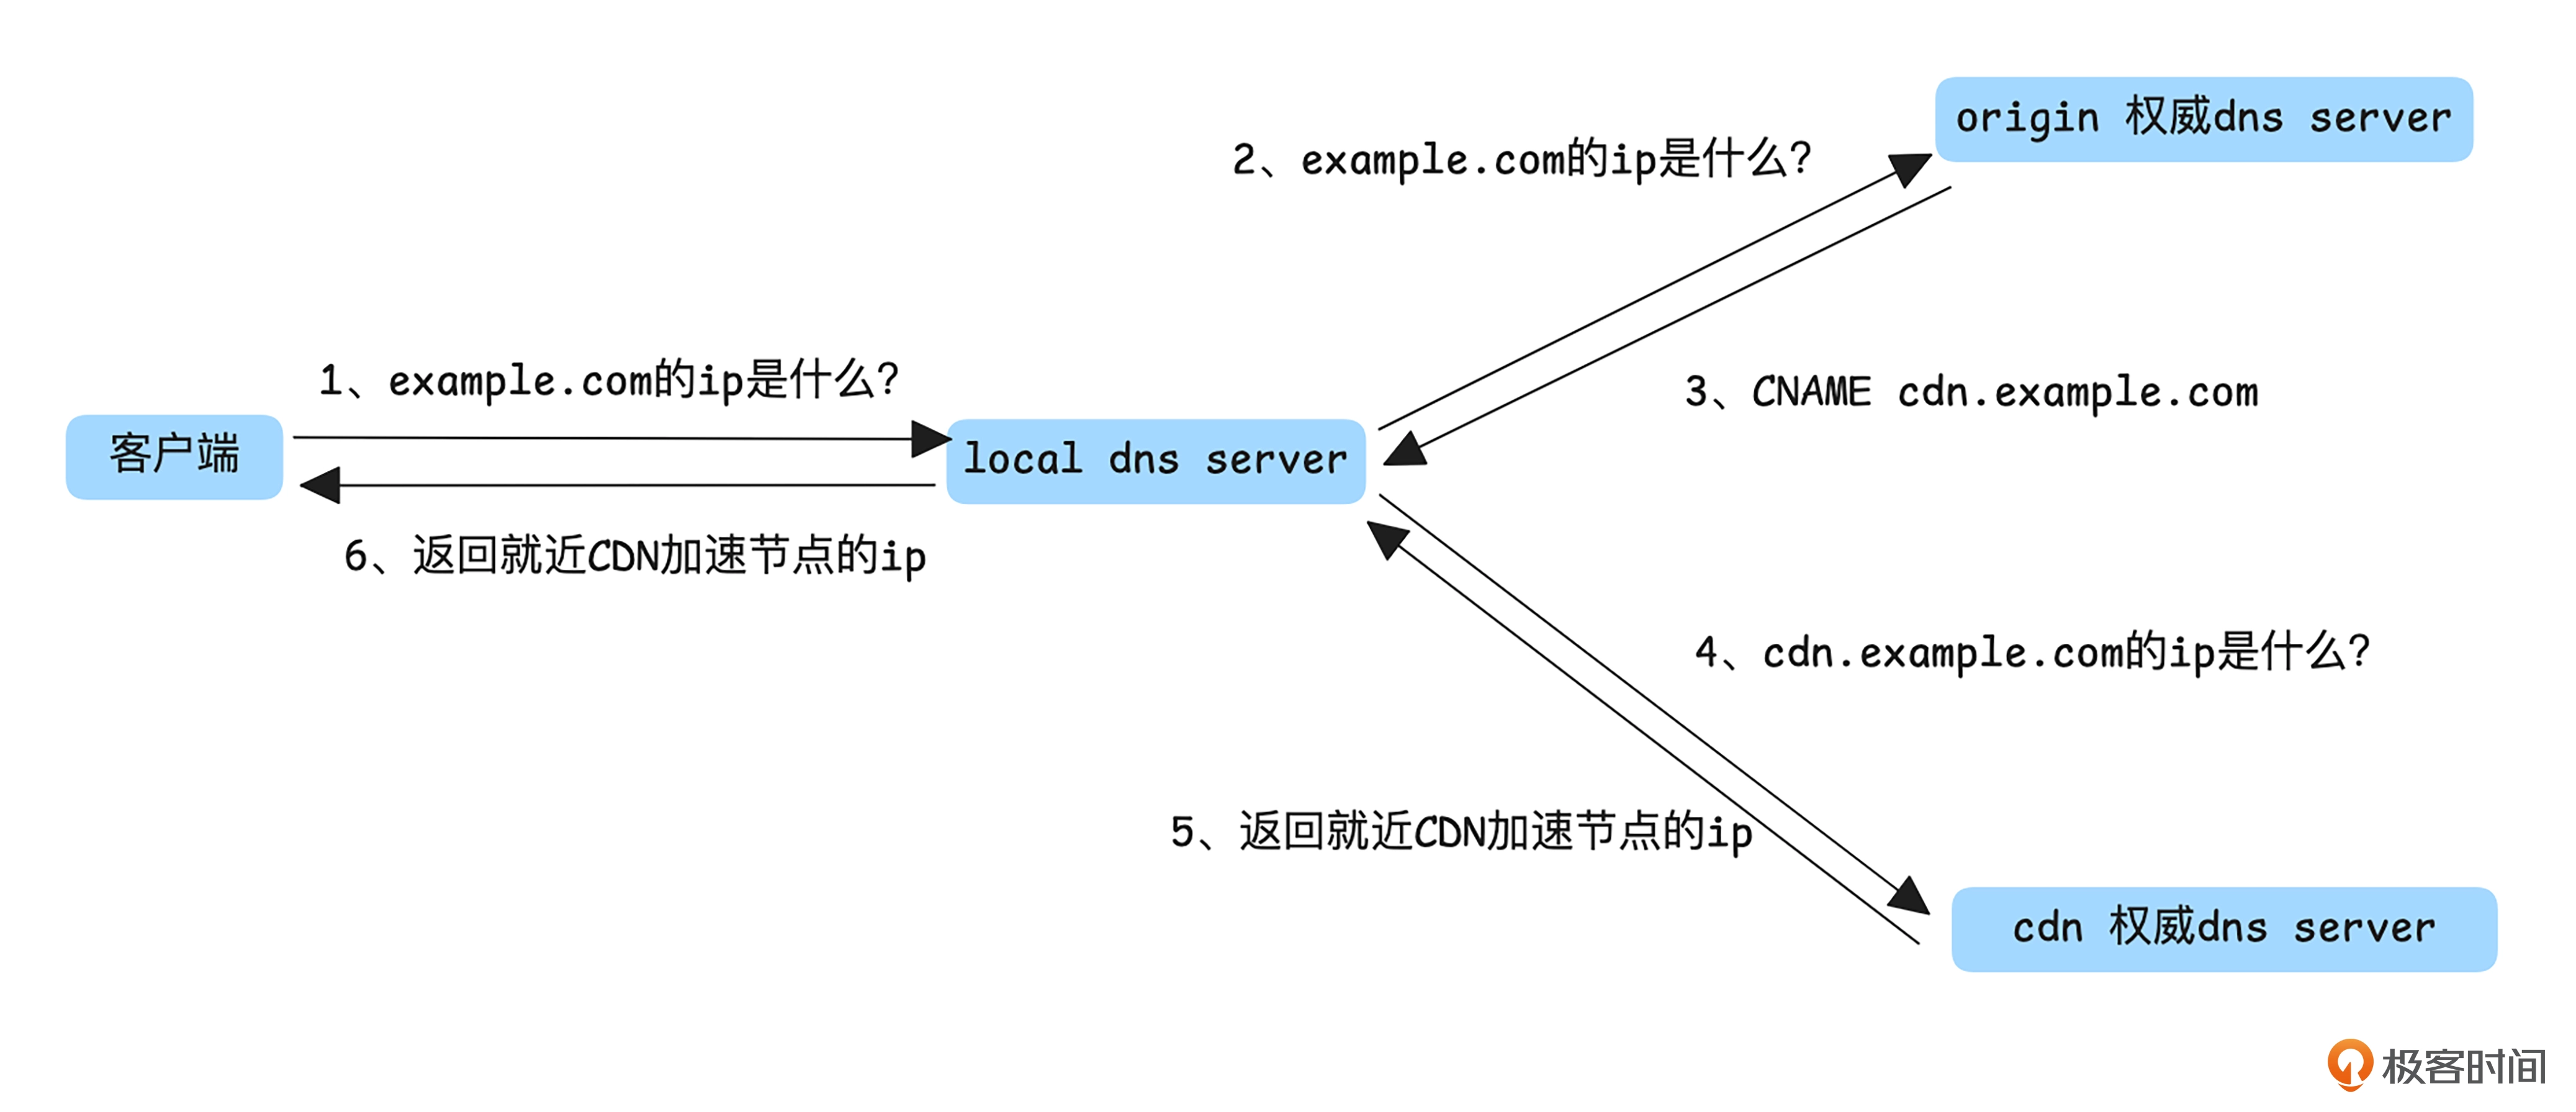 origin 权威dns server
2、example.com的ip是什么?
1、example.com的ip是什么?
3、CNAME cdn.example.com
客户端
local dns server
6、返回就近CDN加速节点的ip
4、cdn.example.com的ip是什么?
5、返回就近CDN加速节点的ip
cdn 权威dns server
极客时间